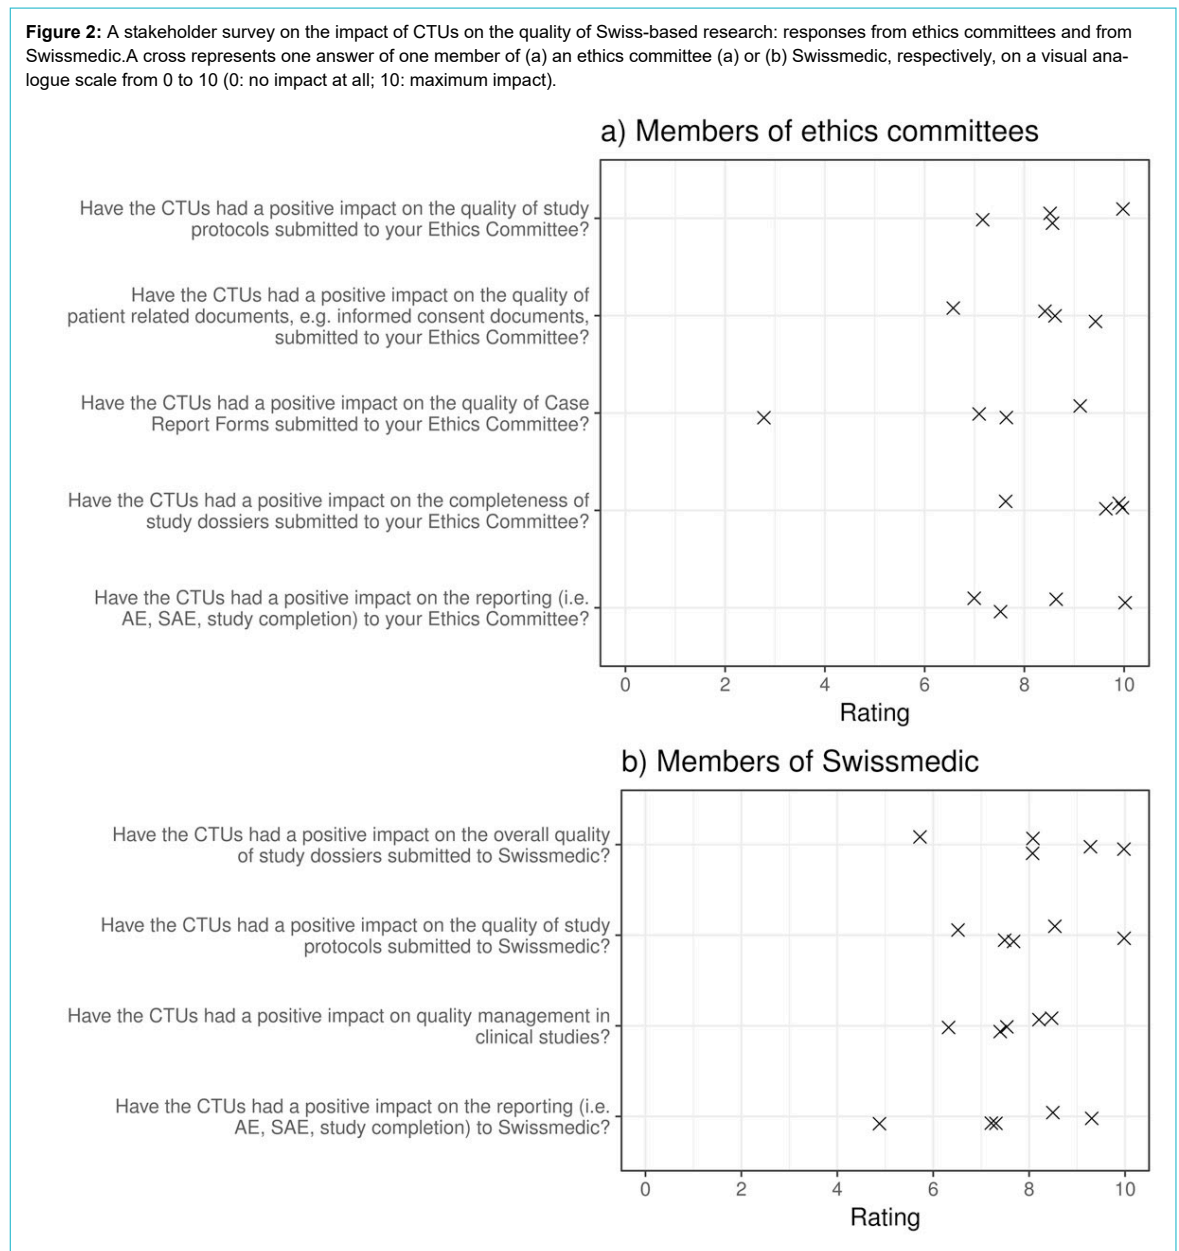 Figure 2: A stakeholder survey on the impact of CTUs on the quality of Swiss-based research: responses from ethics committees and from
Swissmedic.A cross represents one answer of one member of (a) an ethics committee (a) or (b) Swissmedic, respectively, on a visual ana-
logue scale from 0 to 10 (0: no impact at all; 10: maximum impact).
a) Members of ethics committees
Have the CTUs had a positive impact on the quality of study
protocols submitted to your Ethics Committee?
Have the CTUs had a positive impact on the quality of
patient related documents, e.g. informed consent documents,
submitted to your Ethics Committee?
Have the CTUs had a positive impact on the quality of Case
Report Forms submitted to your Ethics Committee?
Have the CTUs had a positive impact on the completeness of
study dossiers submitted to your Ethics Committee?
Have the CTUs had a positive impact on the reporting (i.e.
AE, SAE, study completion) to your Ethics Committee?
0 2 4 6 8 10
Rating
b) Members of Swissmedic
Have the CTUs had a positive impact on the overall quality
of study dossiers submitted to Swissmedic?
Have the CTUs had a positive impact on the quality of study
protocols submitted to Swissmedic?
Have the CTUs had a positive impact on quality management in
clinical studies?
Have the CTUs had a positive impact on the reporting (i.e.
AE, SAE, study completion) to Swissmedic?
0 2 4 6 8 10
Rating